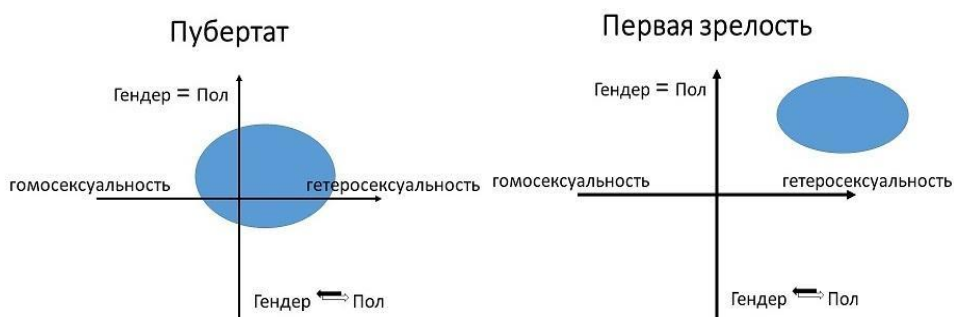 Пубертат
Гендер = Пол
гомосексуальность гетеросексуальность
Гендер Пол
Первая зрелость
Гендер = Пол
гомосексуальность гетеросексуальность
Гендер Пол